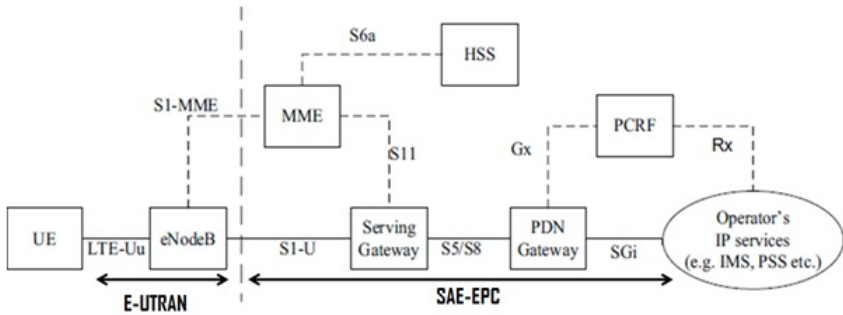 S6a
HSS
S1-MME
MME
PCRF
S11
Gx
Rx
UE
LTE-Uu
eNodeB
S1-U
Serving
Gateway
S5/S8
PDN
Gateway
SGi
Operator's
IP services
(e.g. IMS, PSS etc.)
E-UTRAN
SAE-EPC